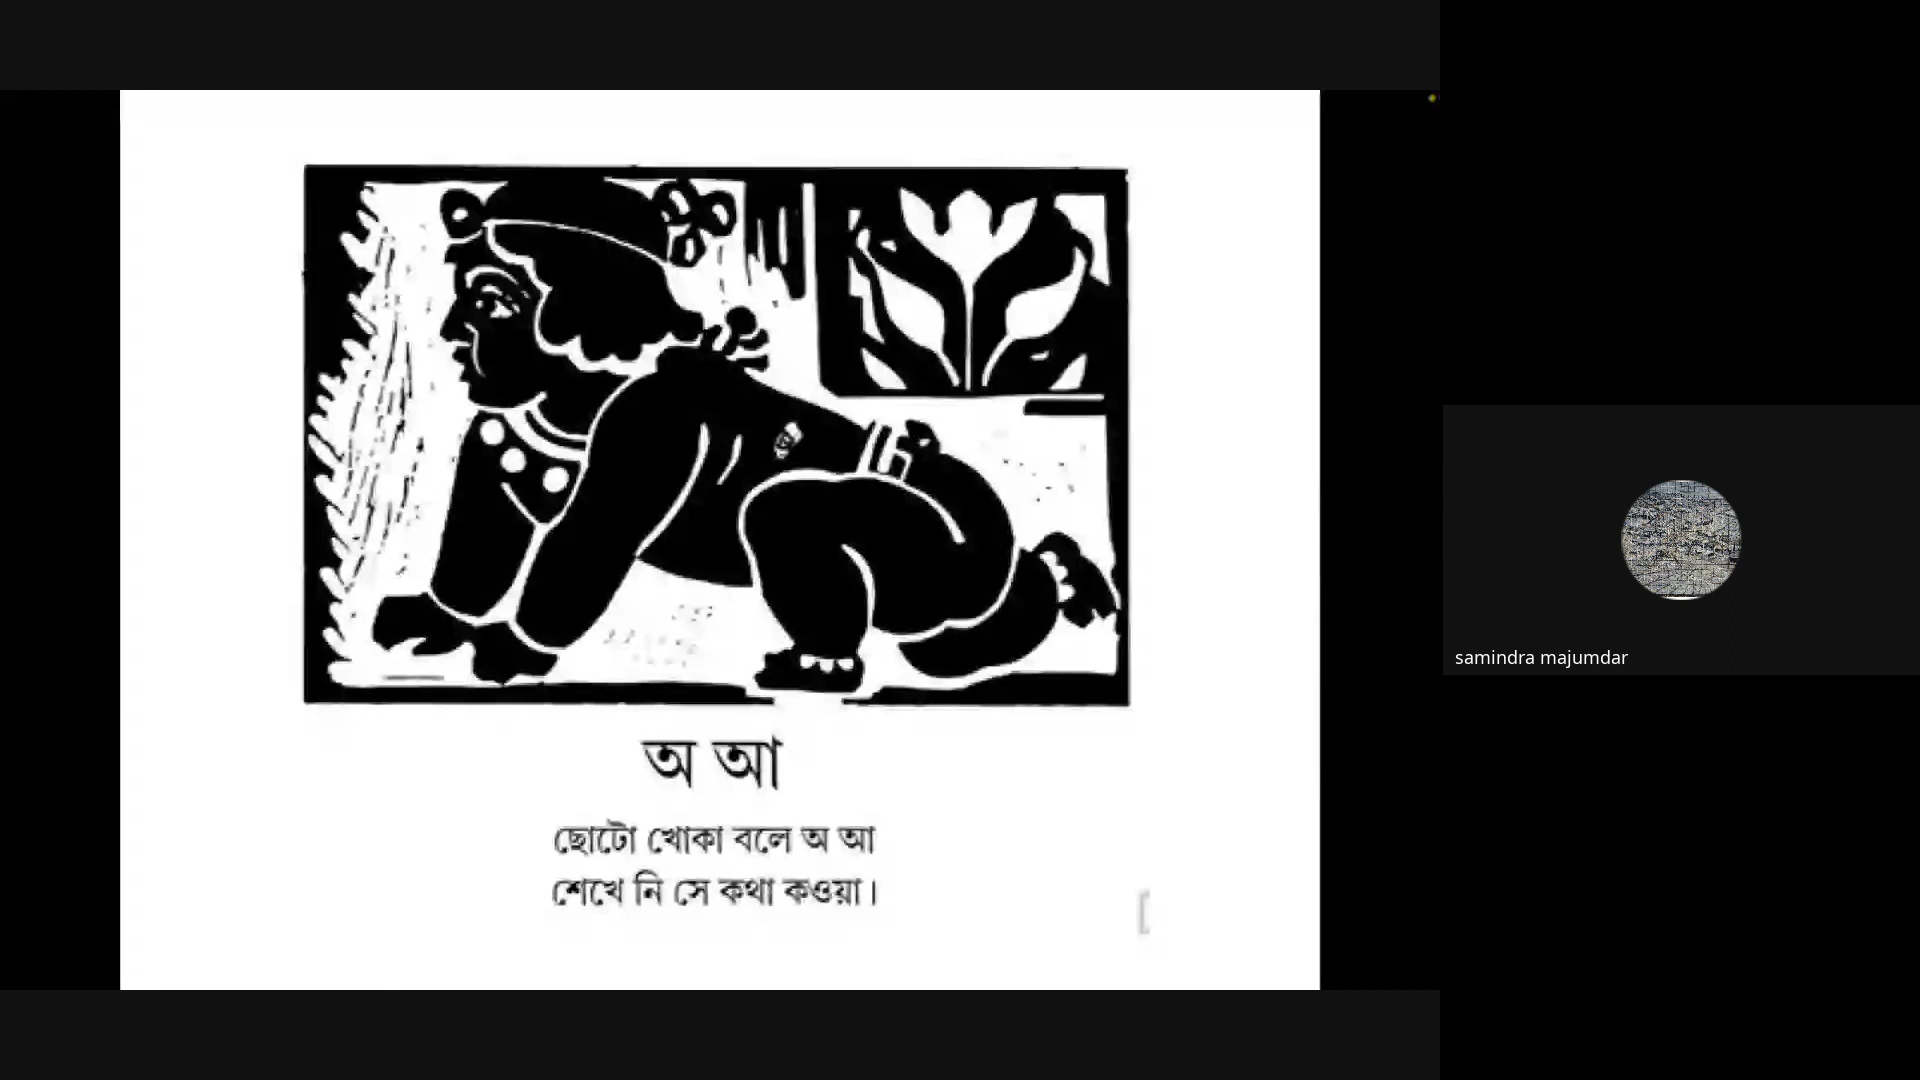 অ আ
ছোটো খোকা বলে অ আ
শেখে নি সে কথা কওয়া।
samindra majumdar